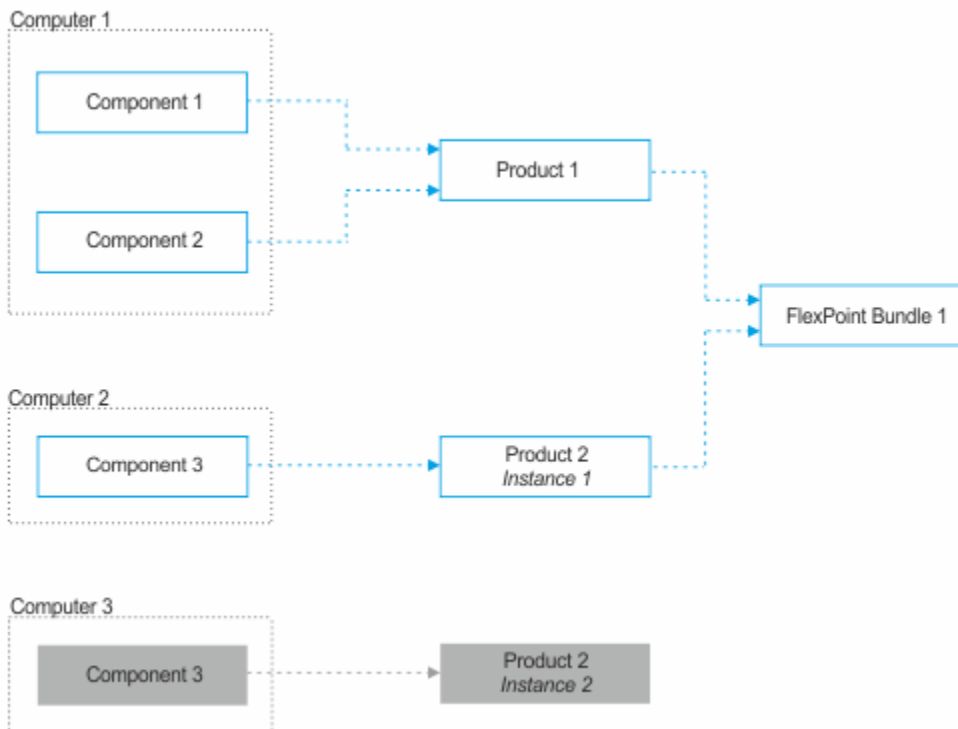 Computer 1
Component 1
Product 1
Component 2
FlexPoint Bundle 1
Computer 2
Component 3
Product 2
Instance 1
Computer 3
Component 3
Product 2
Instance 2